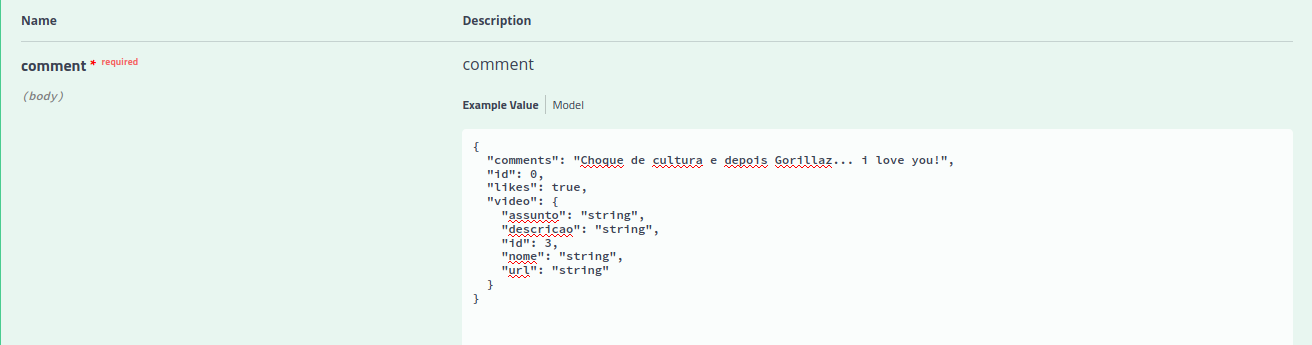 Name Description
comment * required comment
(body)
Example Value Model
{
"comments": "Choque de cultura e depois Gorillaz... i love you!",
"id": 0,
"likes": true,
"video": {
"assunto": "string",
"descricao": "string",
"id": 3,
"nome": "string",
"url": "string"
}
}